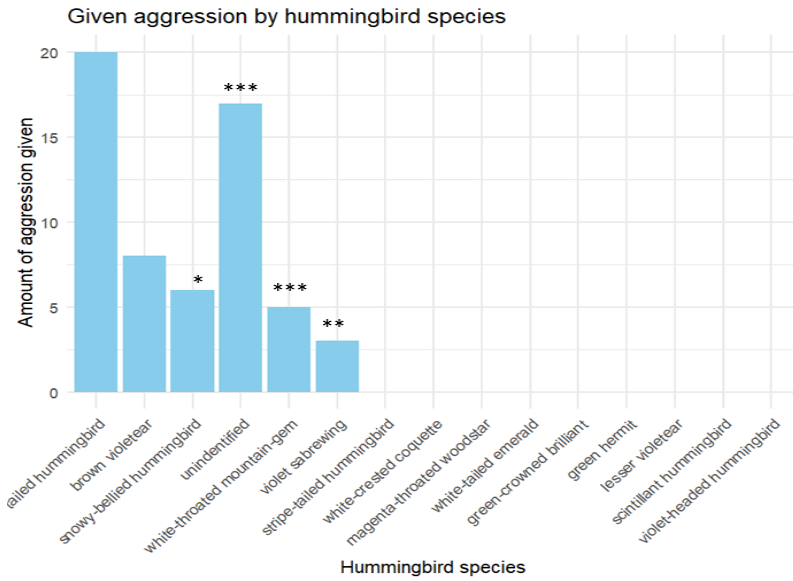 Given aggression by hummingbird species
Amount of aggression given
20
15
10
5
0
***
*
***
**
ailed hummingbird
brown violetear
snowy-bellied hummingbird
unidentified
white-throated mountain-gem
violet sabrewing
stripe-tailed hummingbird
white-crested coquette
magenta-throated woodstar
white-tailed emerald
green-crowned brilliant
green hermit
lesser violetear
scintillant hummingbird
violet-headed hummingbird
Hummingbird species